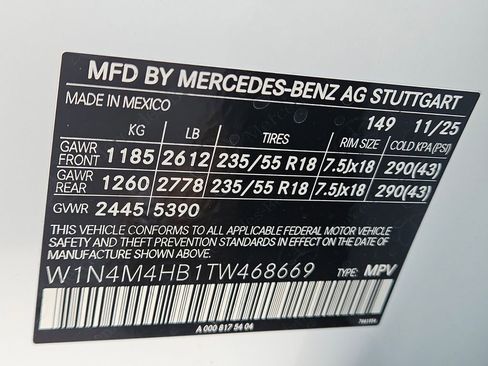 MFD BY MERCEDES-BENZ AG STUTTGART
MADE IN MEXICO 149 11/25
KG LB TIRES RIM SIZE COLD KPA(PSI)
GAWR FRONT 1185 2612 235/55 R18 7.5Jx18 290(43)
GAWR REAR 1260 2778 235/55 R18 7.5Jx18 290(43)
GVWR 2445 5390
THIS VEHICLE CONFORMS TO ALL APPLICABLE FEDERAL MOTOR VEHICLE
SAFETY AND THEFT PREVENTION STANDARDS IN EFFECT ON THE DATE OF
MANUFACTURE SHOWN ABOVE.
W1N4M4HB1TW468669 TYPE: MPV
A 000 817 54 04